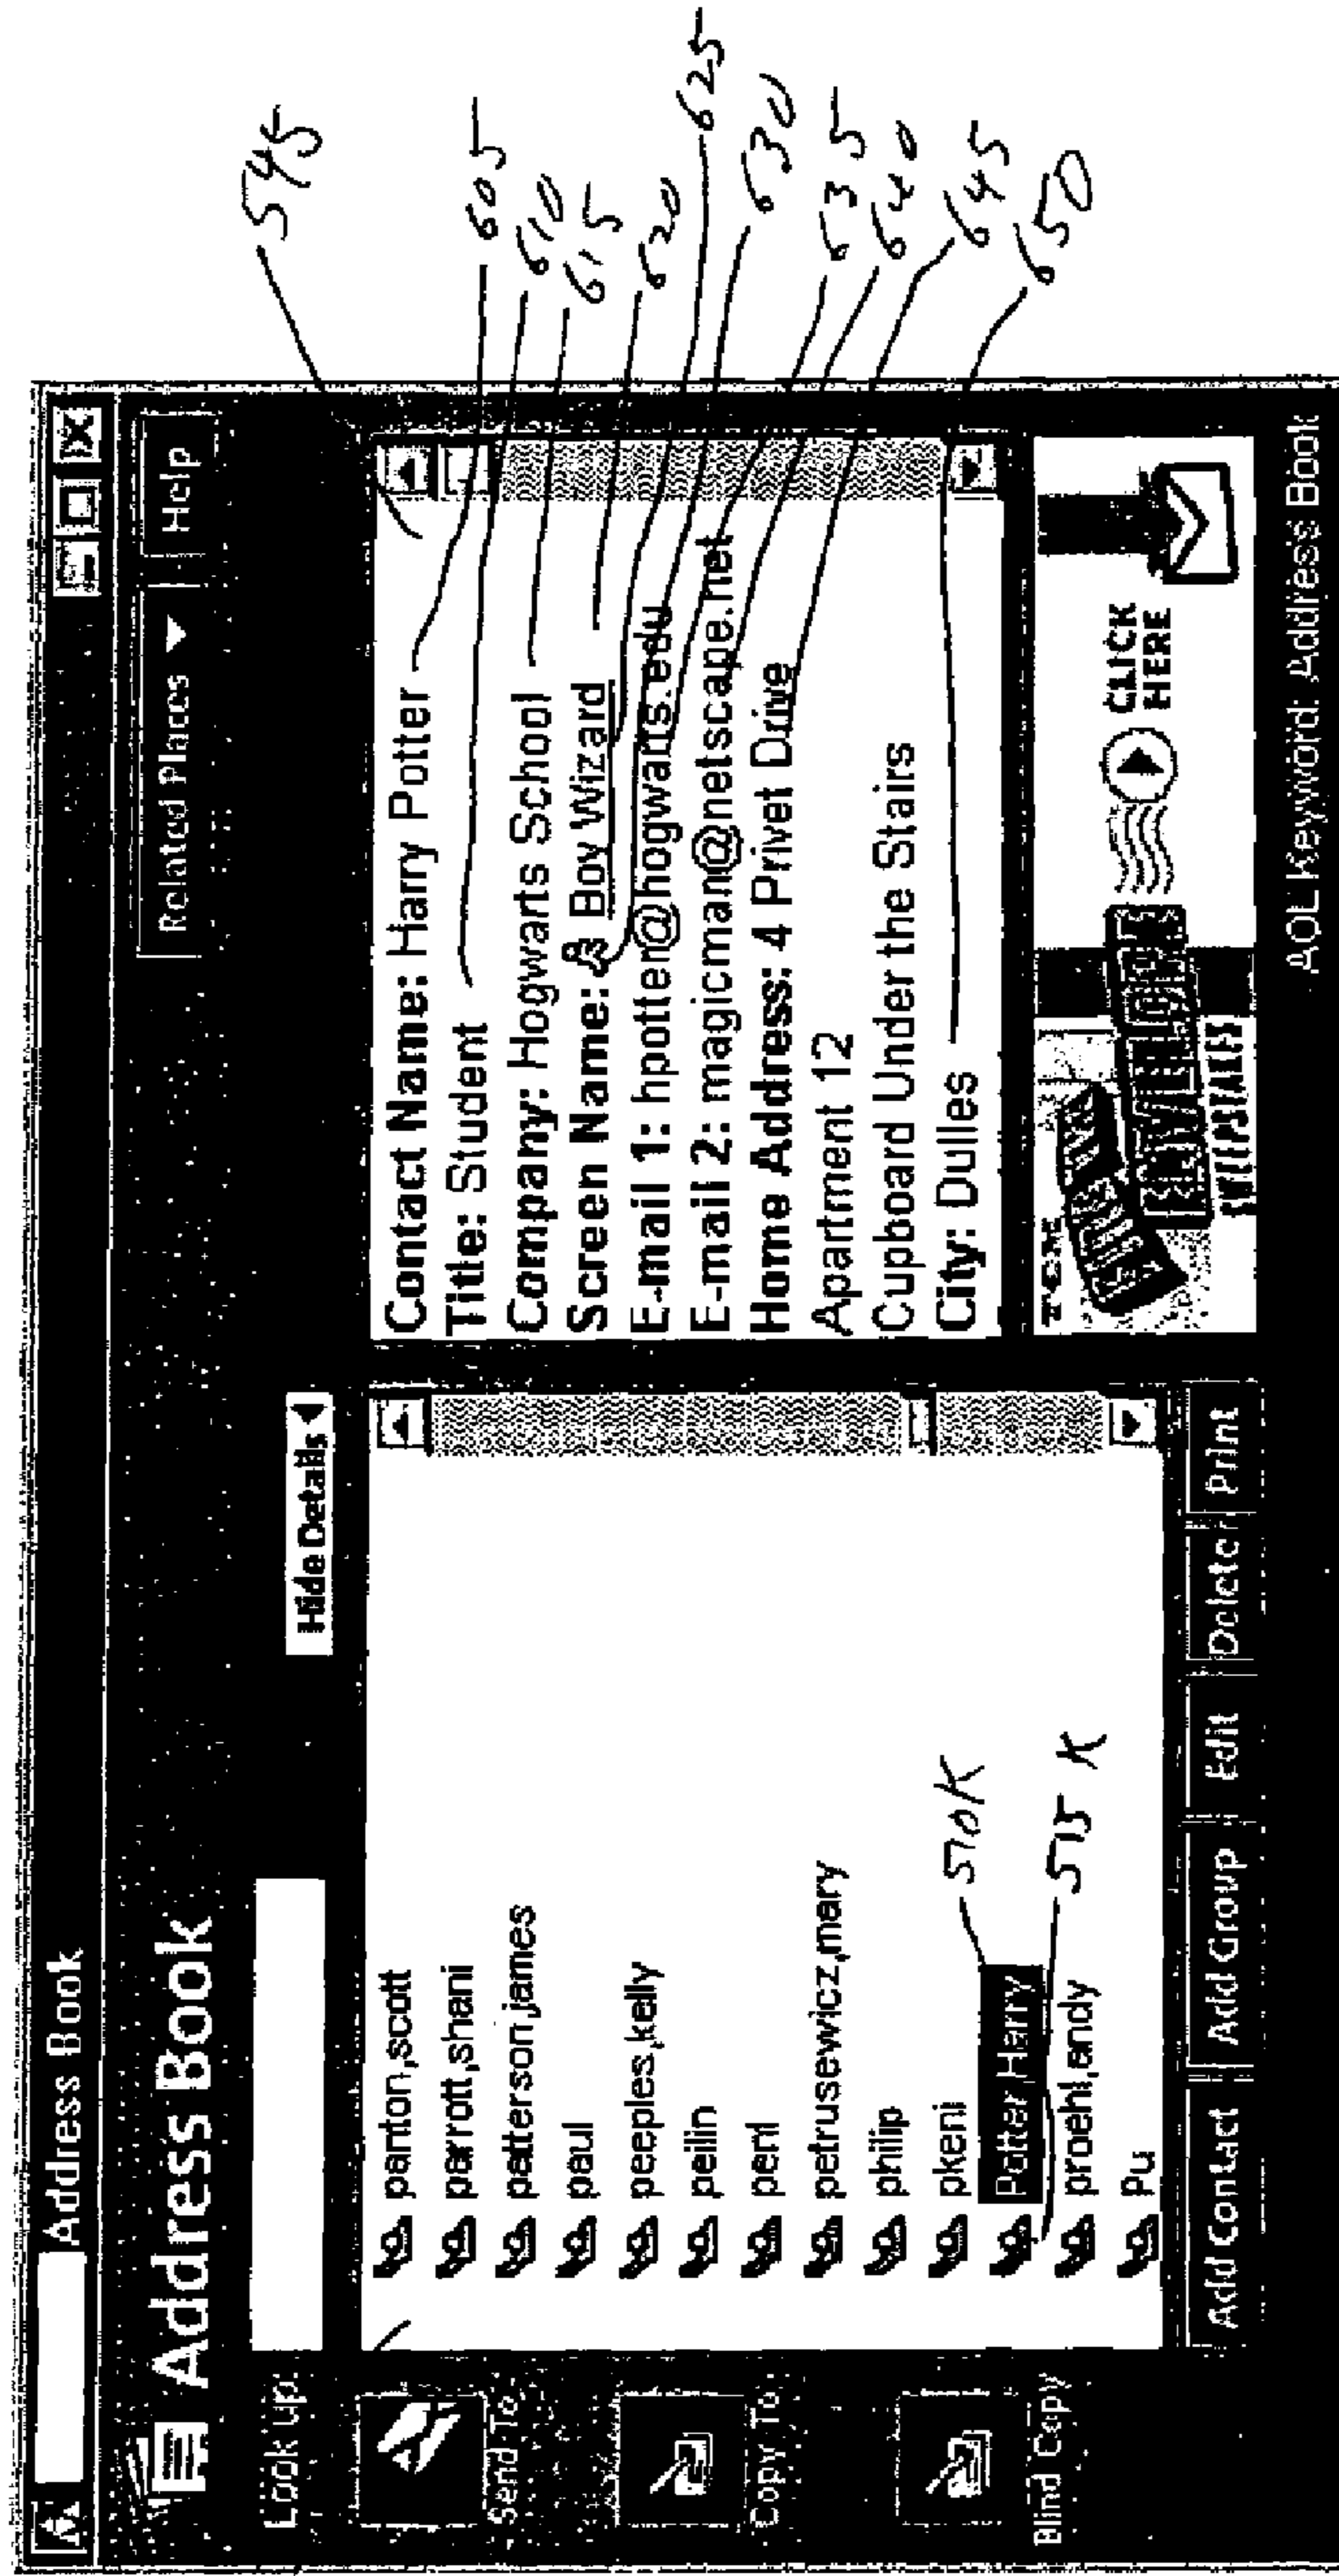 Address Book
Address Book
Related Places
Help
Look up:
Hide Details
Send To
Copy To
Blind Copy
panton,scott
parrott,shani
patterson,james
paul
peeples,kelly
peilin
perl
petrusewicz,mary
philip
pkeni
Potter,Harry
proehl,andy
Pu
570K
575K
Contact Name: Harry Potter
Title: Student
Company: Hogwarts School
Screen Name: Boy Wizard
E-mail 1: hpotter@hogwarts.edu
E-mail 2: magicman@netscape.net
Home Address: 4 Privet Drive
Apartment 12
Cupboard Under the Stairs
City: Dulles
545
605
610
615
620
625
630
635
640
645
650
ENVELOPE
SWEEPSTAKES
CLICK
HERE
Add Contact
Add Group
Edit
Delete
Print
AOL Keyword: Address Book